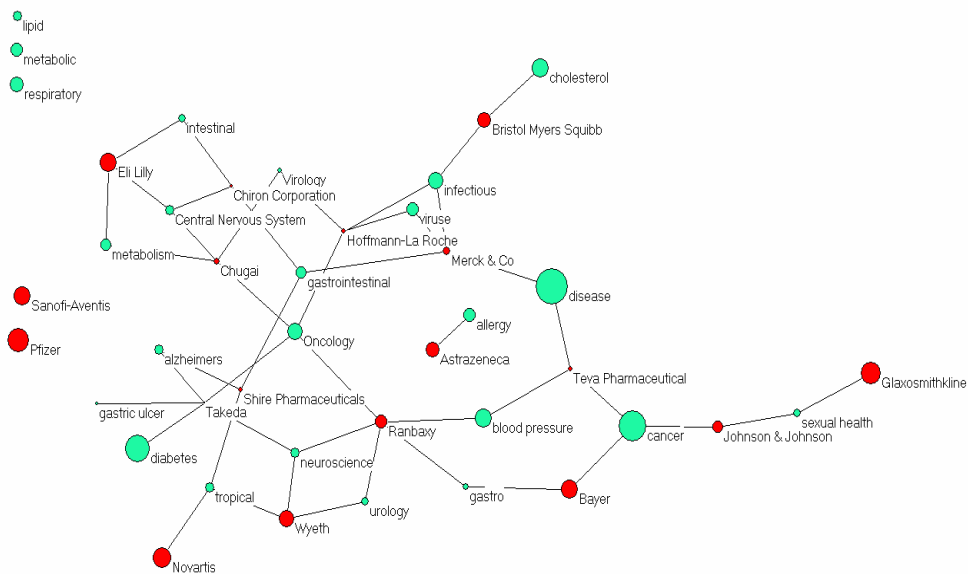 lipid
metabolic
cholesterol
respiratory
intestinal
Bristol Myers Squibb
Eli Lilly
Virology
Chiron Corporation
infectious
Central Nervous System
viruse
Hoffmann-La Roche
metabolism
Merck & Co
Chugai
gastrointestinal
disease
Sanofi-Aventis
allergy
Oncology
Pfizer
alzheimers
Astrazeneca
Teva Pharmaceutical
Glaxosmithkline
Shire Pharmaceuticals
gastric ulcer
Takeda
sexual health
Ranbaxy
blood pressure
cancer
Johnson & Johnson
diabetes
neuroscience
tropical
gastro
Bayer
urology
Wyeth
Novartis